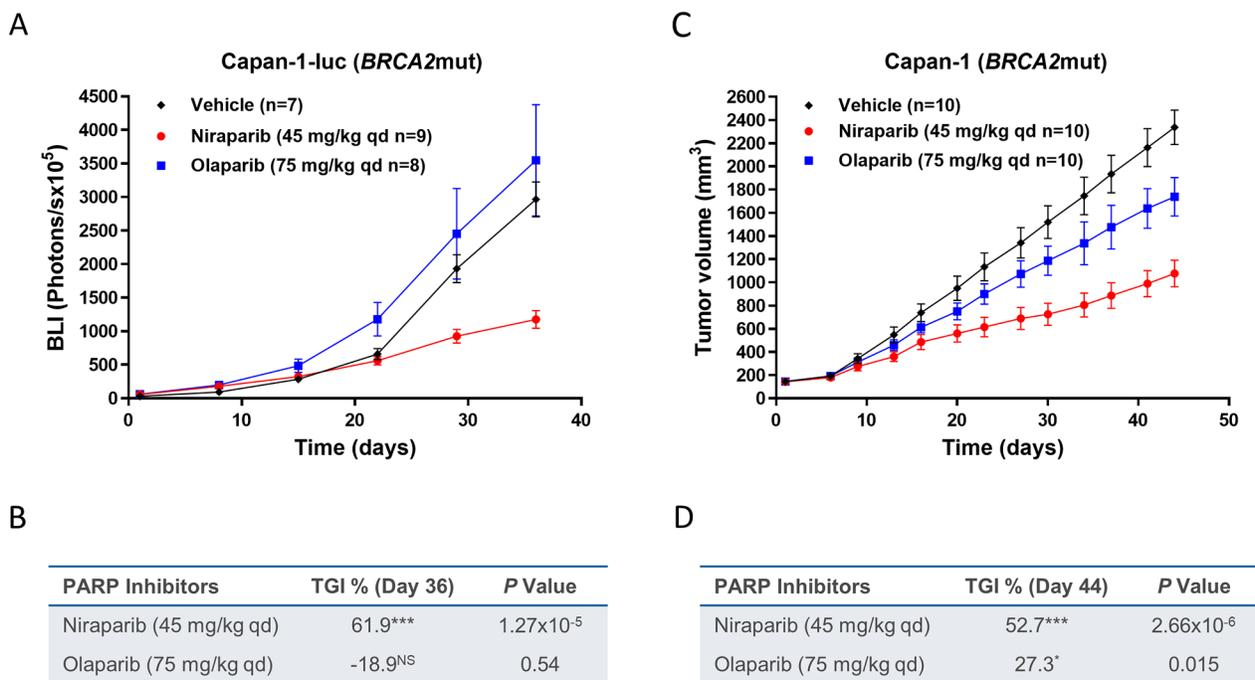 A
Capan-1-luc (BRCA2mut)
Vehicle (n=7)
Niraparib (45 mg/kg qd n=9)
Olaparib (75 mg/kg qd n=8)
BLI (Photons/sx10⁵)
4500
4000
3500
3000
2500
2000
1500
1000
500
0
0 10 20 30 40
Time (days)
B
PARP Inhibitors TGI % (Day 36) P Value
Niraparib (45 mg/kg qd) 61.9*** 1.27x10⁻⁵
Olaparib (75 mg/kg qd) -18.9ᴺˢ 0.54
C
Capan-1 (BRCA2mut)
Vehicle (n=10)
Niraparib (45 mg/kg qd n=10)
Olaparib (75 mg/kg qd n=10)
Tumor volume (mm³)
2600
2400
2200
2000
1800
1600
1400
1200
1000
800
600
400
200
0
0 10 20 30 40 50
Time (days)
D
PARP Inhibitors TGI % (Day 44) P Value
Niraparib (45 mg/kg qd) 52.7*** 2.66x10⁻⁶
Olaparib (75 mg/kg qd) 27.3* 0.015